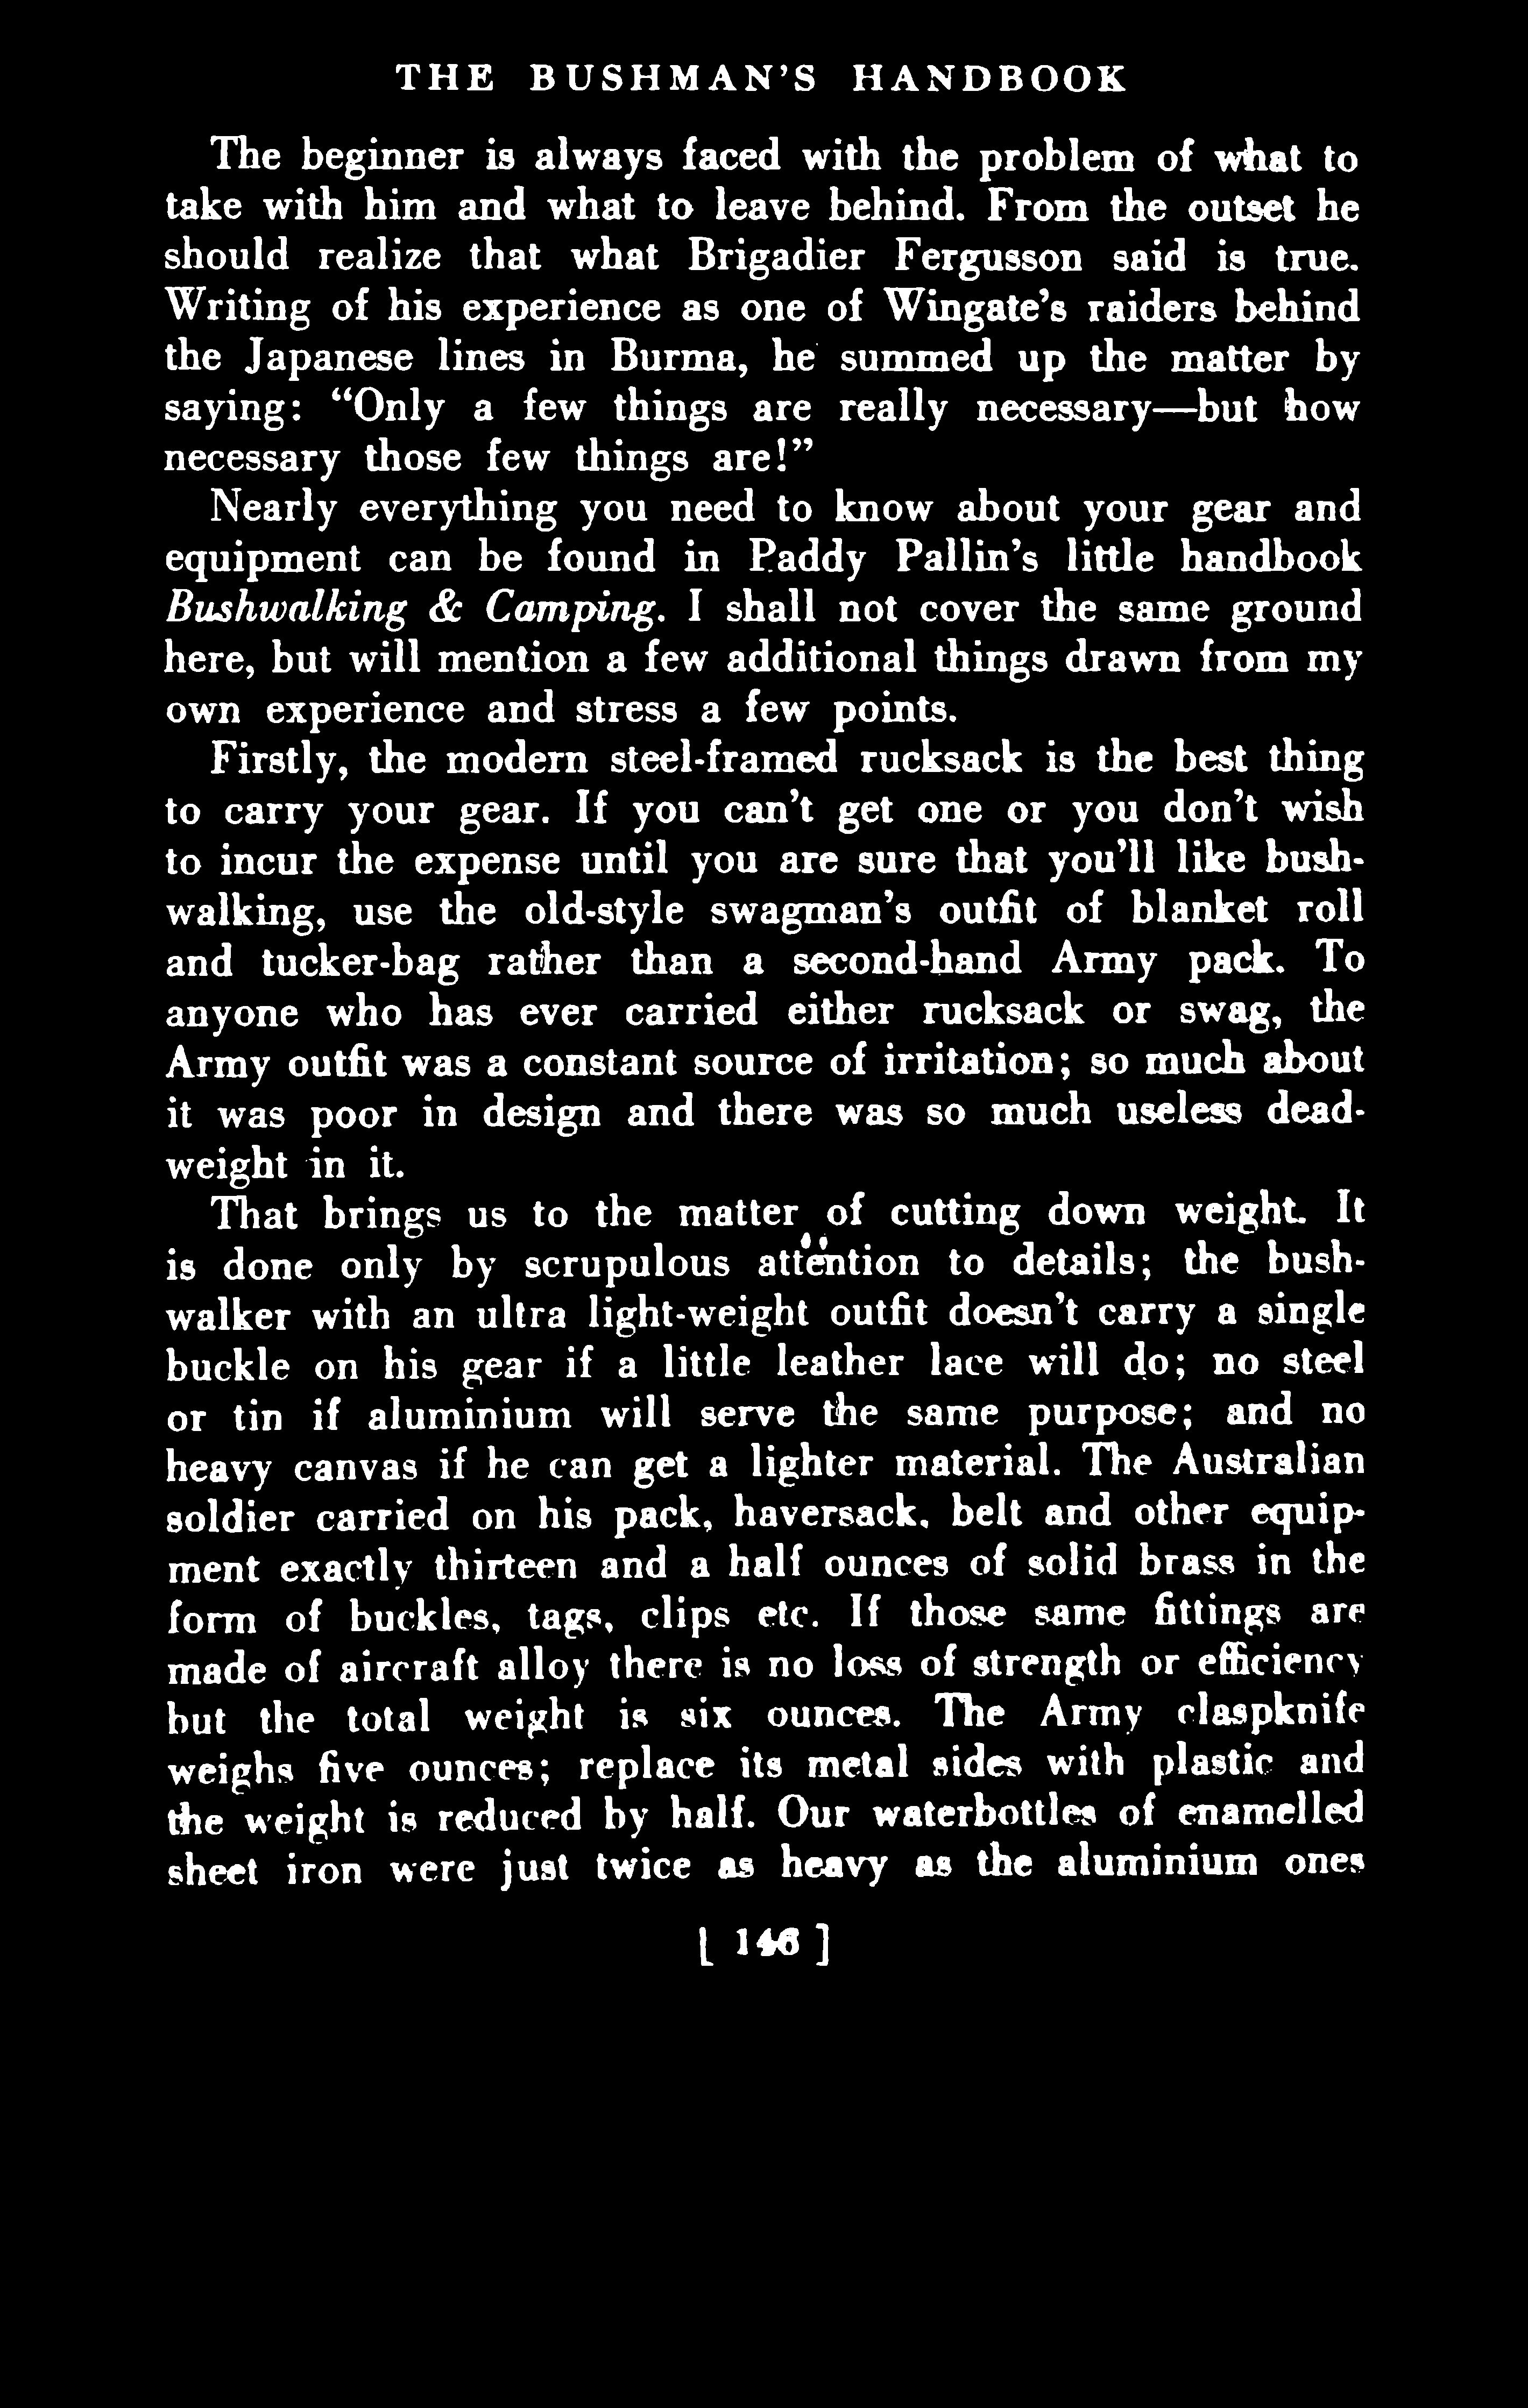 THE BUSHMAN'S HANDBOOK
The beginner is always faced with the problem of what to
take with him and what to leave behind. From the outset he
should realize that what Brigadier Fergusson said is true.
Writing of his experience as one of Wingate's raiders behind
the Japanese lines in Burma, he summed up the matter by
saying: "Only a few things are really necessary—but how
necessary those few things are!"
Nearly everything you need to know about your gear and
equipment can be found in Paddy Pallin's little handbook
Bushwalking & Camping. I shall not cover the same ground
here, but will mention a few additional things drawn from my
own experience and stress a few points.
Firstly, the modern steel-framed rucksack is the best thing
to carry your gear. If you can't get one or you don't wish
to incur the expense until you are sure that you'll like bush-
walking, use the old-style swagman's outfit of blanket roll
and tucker-bag rather than a second-hand Army pack. To
anyone who has ever carried either rucksack or swag, the
Army outfit was a constant source of irritation; so much about
it was poor in design and there was so much useless dead-
weight in it.
That brings us to the matter of cutting down weight. It
is done only by scrupulous attention to details; the bush-
walker with an ultra light-weight outfit doesn't carry a single
buckle on his gear if a little leather lace will do; no steel
or tin if aluminium will serve the same purpose; and no
heavy canvas if he can get a lighter material. The Australian
soldier carried on his pack, haversack, belt and other equip-
ment exactly thirteen and a half ounces of solid brass in the
form of buckles, tags, clips etc. If those same fittings are
made of aircraft alloy there is no loss of strength or efficiency
but the total weight is six ounces. The Army claspknife
weighs five ounces; replace its metal sides with plastic and
the weight is reduced by half. Our waterbottles of enamelled
sheet iron were just twice as heavy as the aluminium ones
[ 146 ]